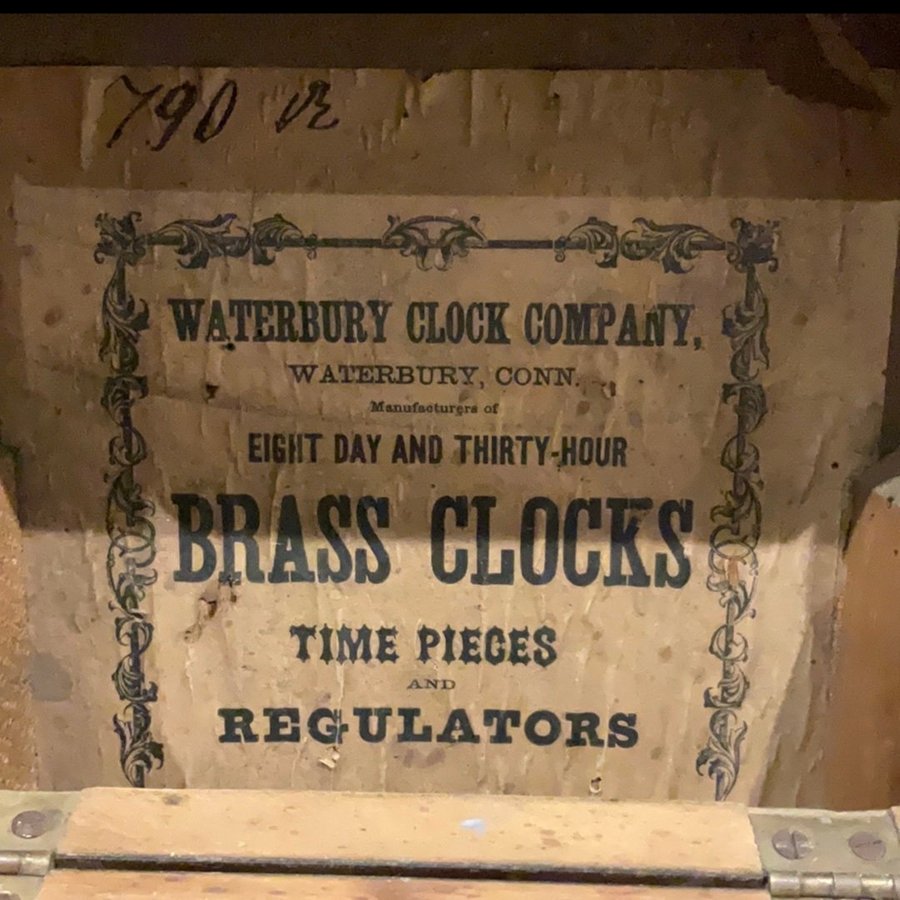 790
WATERBURY CLOCK COMPANY,
WATERBURY, CONN.
Manufacturers of
EIGHT DAY AND THIRTY-HOUR
BRASS CLOCKS
TIME PIECES
AND
REGULATORS